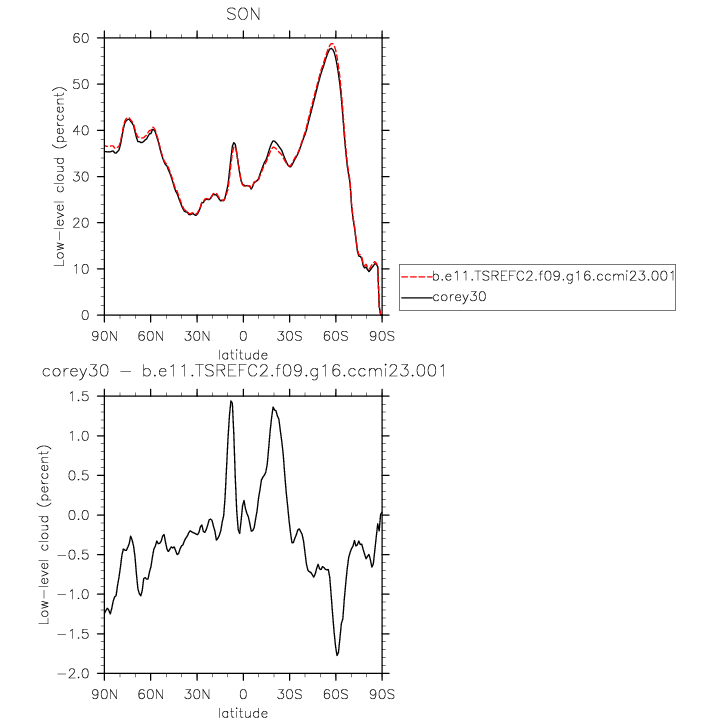 SON
60
50
40
30
20
10
0
Low-level cloud (percent)
90N 60N 30N 0 30S 60S 90S
latitude
b.e11.TSREFC2.f09.g16.ccmi23.001
corey30
corey30 - b.e11.TSREFC2.f09.g16.ccmi23.001
1.5
1.0
0.5
0.0
-0.5
-1.0
-1.5
-2.0
Low-level cloud (percent)
90N 60N 30N 0 30S 60S 90S
latitude